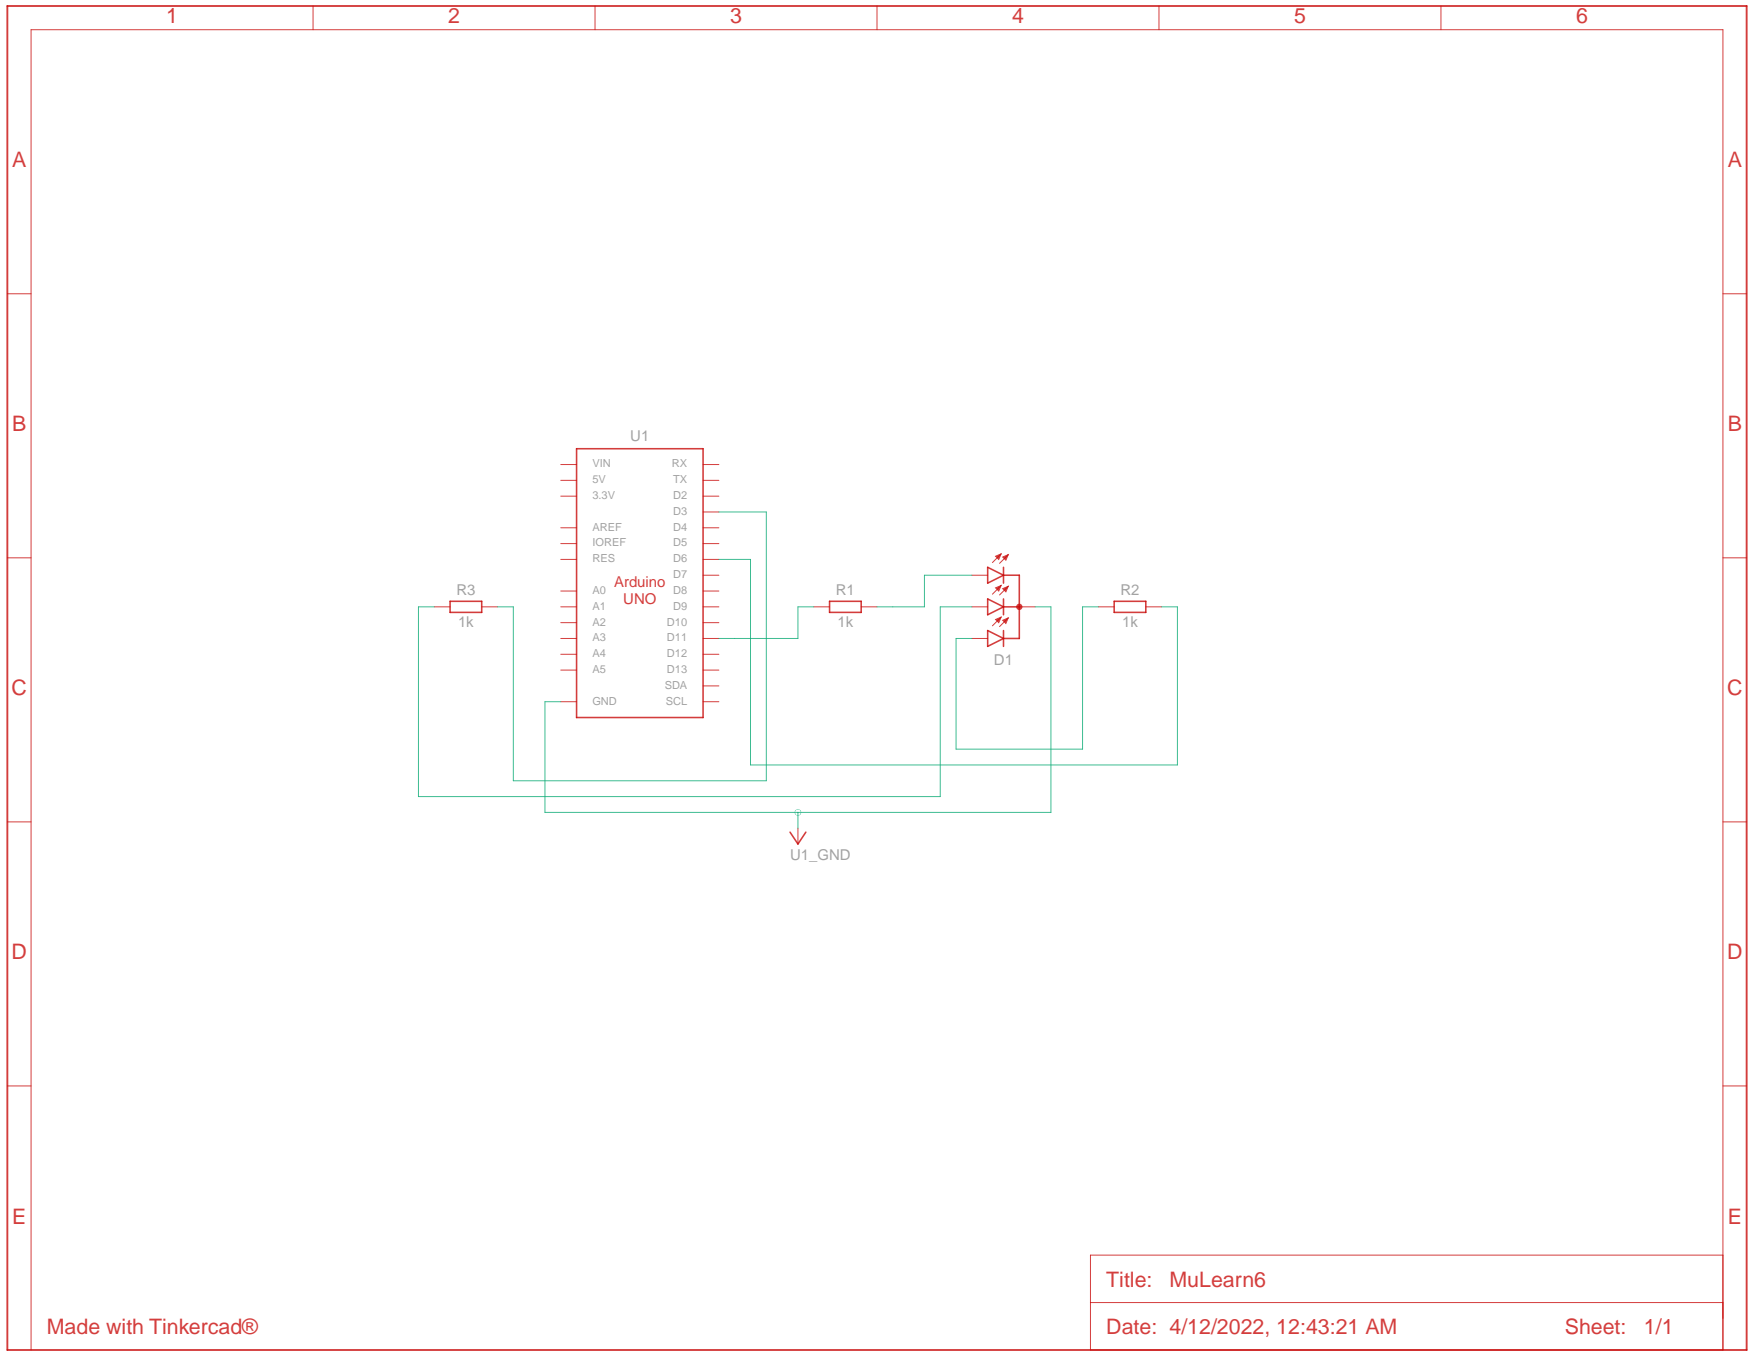 1 2 3 4 5 6
A A
B B
U1
VIN RX
5V TX
3.3V D2
D3
AREF D4
IOREF D5
RES D6
D7
A0 Arduino D8
A1 UNO D9
A2 D10
A3 D11
A4 D12
A5 D13
SDA
GND SCL
R3
1k
R1
1k
R2
1k
D1
C C
U1_GND
D D
E E
Title: MuLearn6
Made with Tinkercad®
Date: 4/12/2022, 12:43:21 AM Sheet: 1/1